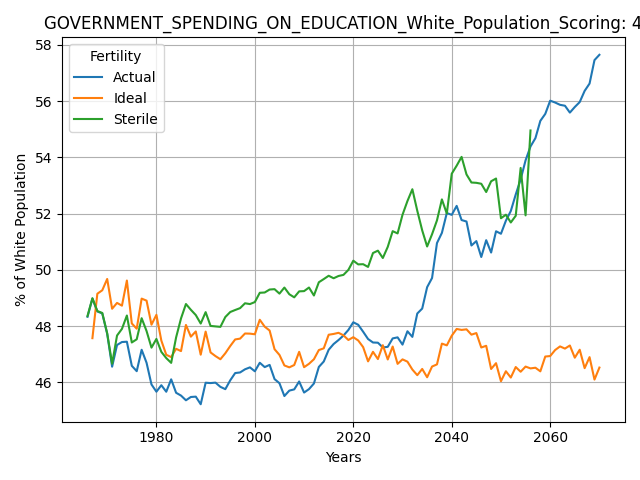 GOVERNMENT_SPENDING_ON_EDUCATION_White_Population_Scoring: 4
58
56
54
52
50
48
46
% of White Population
Fertility
Actual
Ideal
Sterile
1980
2000
2020
2040
2060
Years